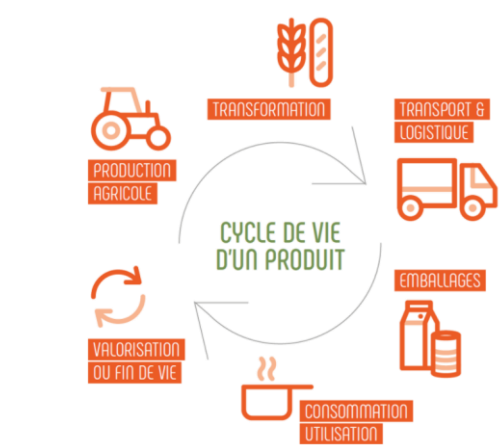 TRANSFORMATION
TRANSPORT &
LOGISTIQUE
PRODUCTION
AGRICOLE
CYCLE DE VIE
D'UN PRODUIT
EMBALLAGES
VALORISATION
OU FIN DE VIE
CONSOMMATION
UTILISATION